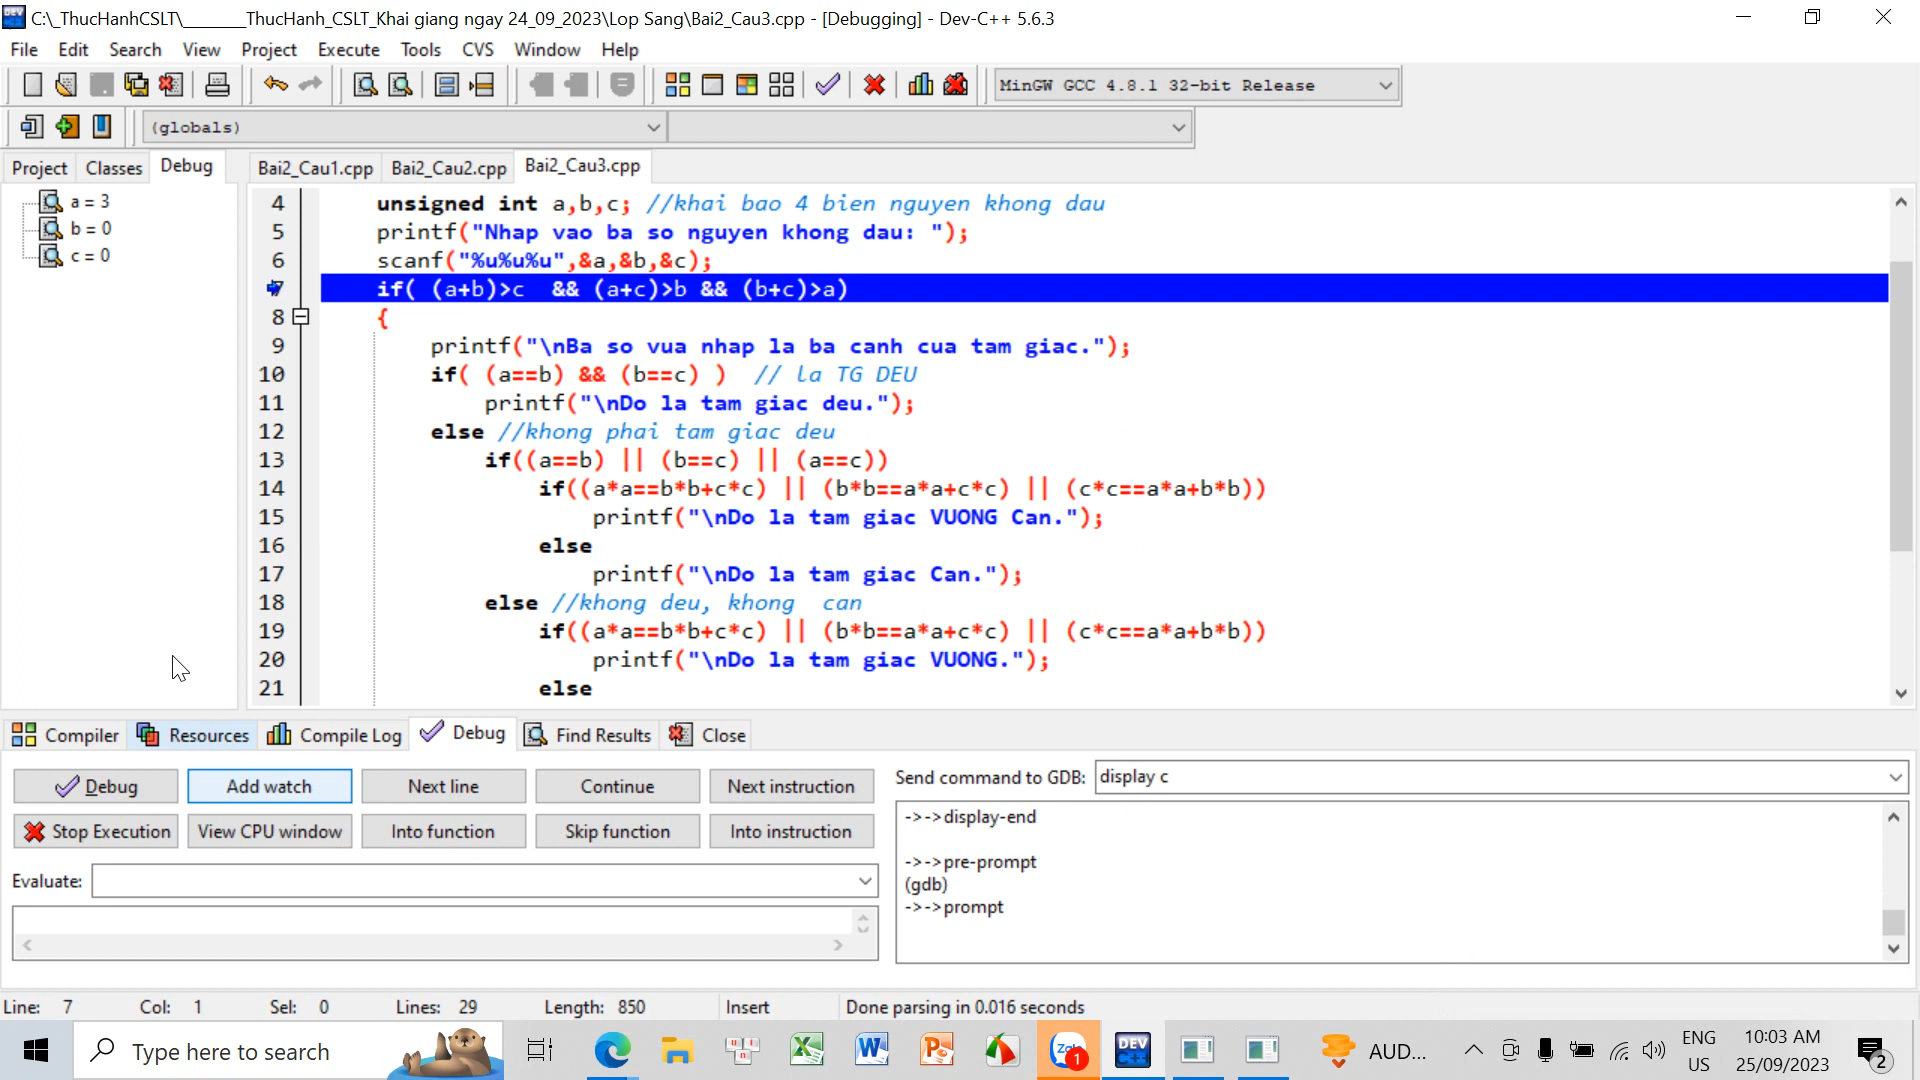 C:\_ThucHanhCSLT\_______ThucHanh_CSLT_Khai giang ngay 24_09_2023\Lop Sang\Bai2_Cau3.cpp - [Debugging] - Dev-C++ 5.6.3
File Edit Search View Project Execute Tools CVS Window Help
MinGW GCC 4.8.1 32-bit Release
(globals)
Project Classes Debug Bai2_Cau1.cpp Bai2_Cau2.cpp Bai2_Cau3.cpp
a = 3
b = 0
c = 0
4 unsigned int a,b,c; //khai bao 4 bien nguyen khong dau
5 printf("Nhap vao ba so nguyen khong dau: ");
6 scanf("%u%u%u",&a,&b,&c);
7 if( (a+b)>c && (a+c)>b && (b+c)>a)
8 {
9 printf("\nBa so vua nhap la ba canh cua tam giac.");
10 if( (a==b) && (b==c) ) // la TG DEU
11 printf("\nDo la tam giac deu.");
12 else //khong phai tam giac deu
13 if((a==b) || (b==c) || (a==c))
14 if((a*a==b*b+c*c) || (b*b==a*a+c*c) || (c*c==a*a+b*b))
15 printf("\nDo la tam giac VUONG Can.");
16 else
17 printf("\nDo la tam giac Can.");
18 else //khong deu, khong can
19 if((a*a==b*b+c*c) || (b*b==a*a+c*c) || (c*c==a*a+b*b))
20 printf("\nDo la tam giac VUONG.");
21 else
Compiler Resources Compile Log Debug Find Results Close
Debug Add watch Next line Continue Next instruction
Stop Execution View CPU window Into function Skip function Into instruction
Evaluate:
Send command to GDB: display c
->->display-end
->->pre-prompt
(gdb)
->->prompt
Line: 7 Col: 1 Sel: 0 Lines: 29 Length: 850 Insert Done parsing in 0.016 seconds
Type here to search
DEV C++
1
AUD...
ENG
US
10:03 AM
25/09/2023
2